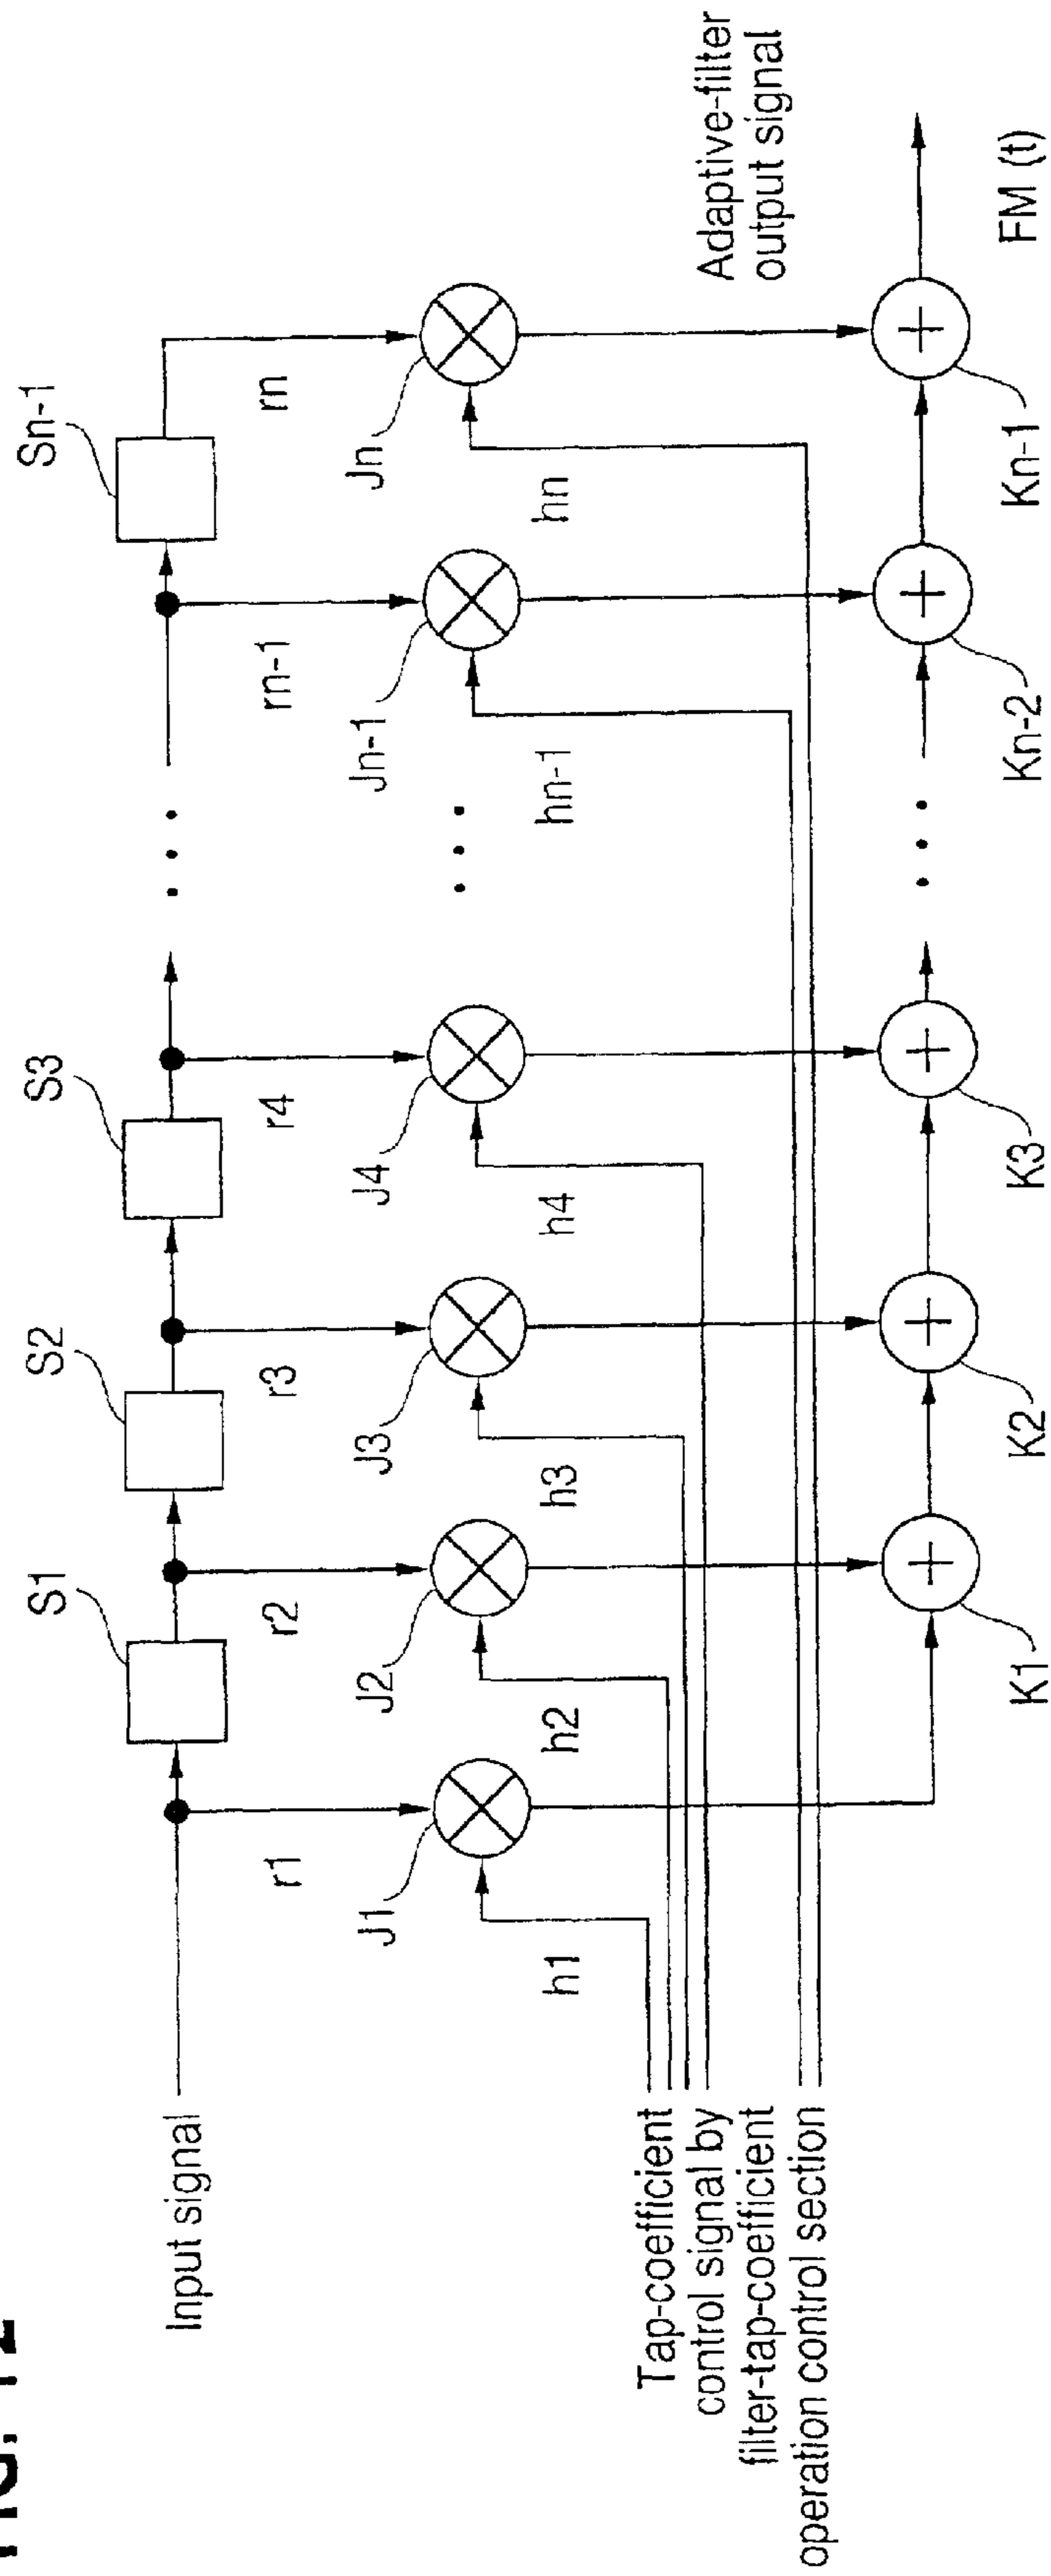 S1
S2
S3
Sn-1
Input signal
r1
r2
r3
r4
rn-1
rn
J1
J2
J3
J4
Jn-1
Jn
h1
h2
h3
h4
hn-1
hn
Tap-coefficient
control signal by
filter-tap-coefficient
operation control section
Adaptive-filter
output signal
K1
K2
K3
Kn-2
Kn-1
FM (t)